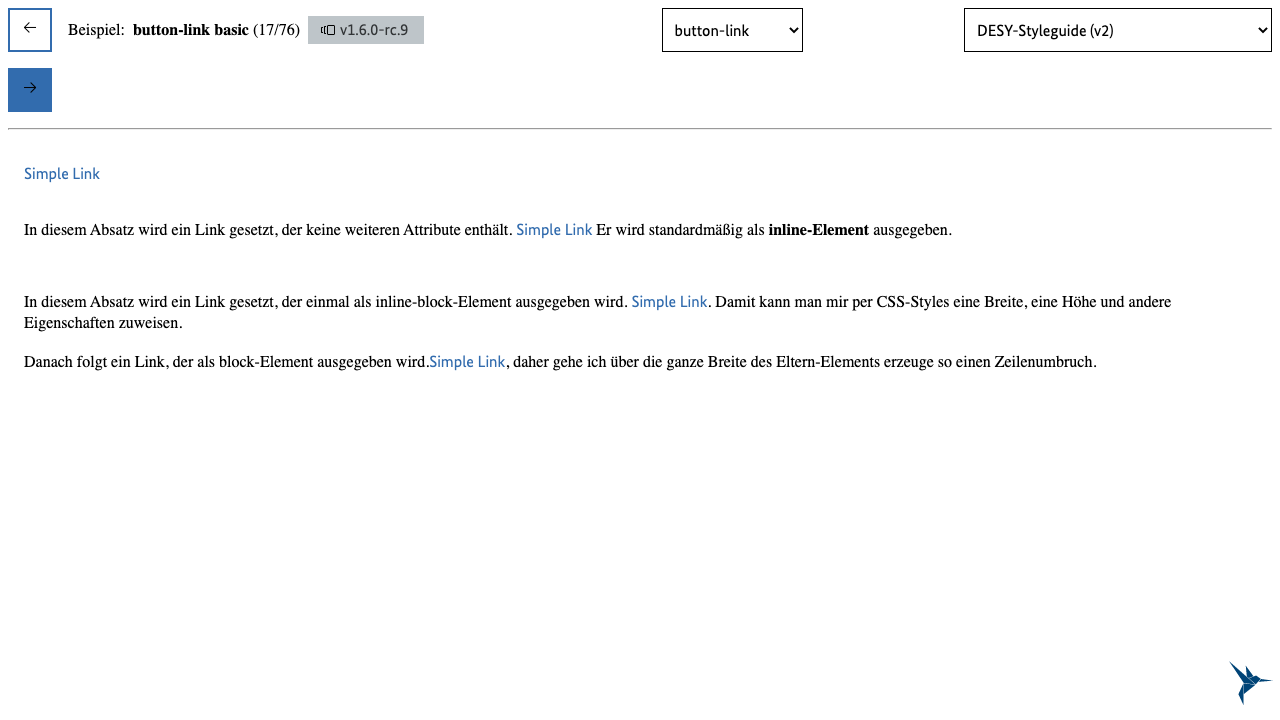 ← Beispiel: button-link basic (17/76) v1.6.0-rc.9 button-link DESY-Styleguide (v2)
→
Simple Link
In diesem Absatz wird ein Link gesetzt, der keine weiteren Attribute enthält. Simple Link Er wird standardmäßig als inline-Element ausgegeben.
In diesem Absatz wird ein Link gesetzt, der einmal als inline-block-Element ausgegeben wird. Simple Link. Damit kann man mir per CSS-Styles eine Breite, eine Höhe und andere
Eigenschaften zuweisen.
Danach folgt ein Link, der als block-Element ausgegeben wird.Simple Link, daher gehe ich über die ganze Breite des Eltern-Elements erzeuge so einen Zeilenumbruch.